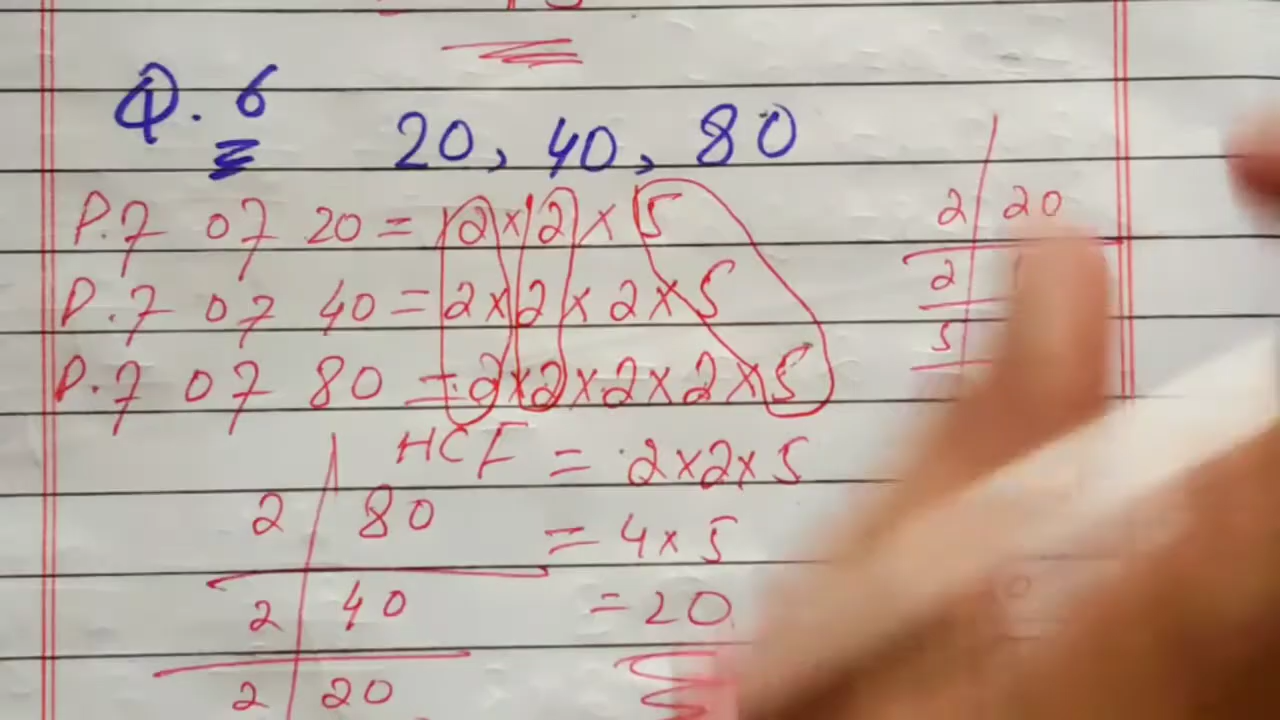 Q. 6
20, 40, 80
P.F of 20 = 2×2×5
P.F of 40 = 2×2×2×5
P.F of 80 = 2×2×2×2×5
HCF = 2×2×5
= 4×5
= 20
2 | 80
2 | 40
2 | 20
2 | 20
2
5